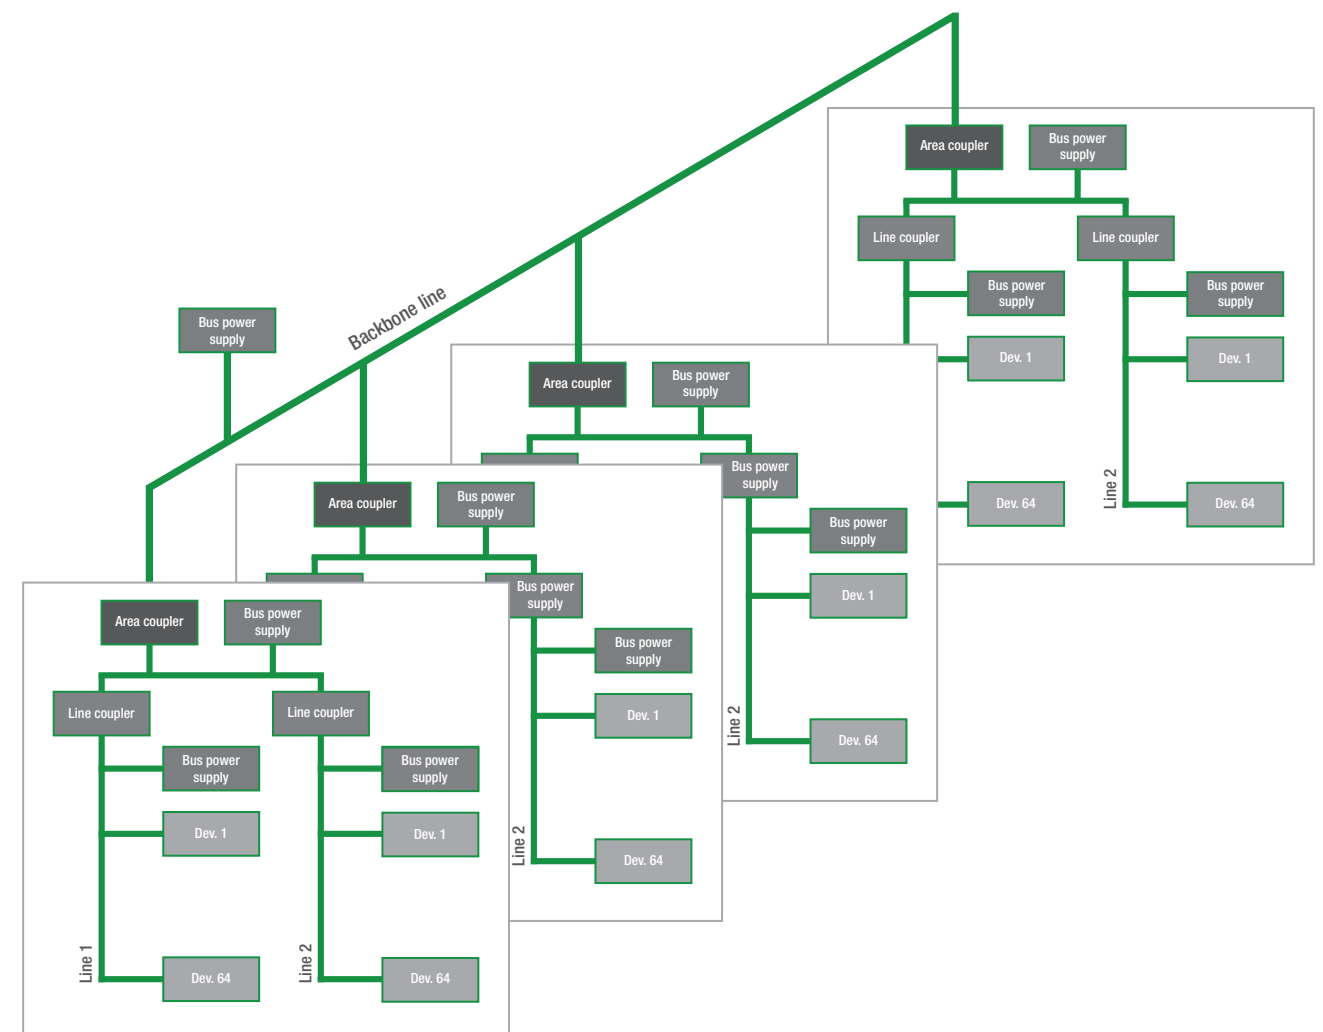 Area coupler
Bus power
supply
Line coupler
Line coupler
Bus power
supply
Bus power
supply
Dev. 1
Dev. 1
Line 2
Dev. 64
Dev. 64
Backbone line
Bus power
supply
Area coupler
Bus power
supply
Bus power
supply
Bus power
supply
Dev. 1
Line 2
Dev. 64
Area coupler
Bus power
supply
Bus power
supply
Bus power
supply
Dev. 1
Line 2
Dev. 64
Area coupler
Bus power
supply
Line coupler
Line coupler
Bus power
supply
Bus power
supply
Dev. 1
Dev. 1
Line 1
Line 2
Dev. 64
Dev. 64